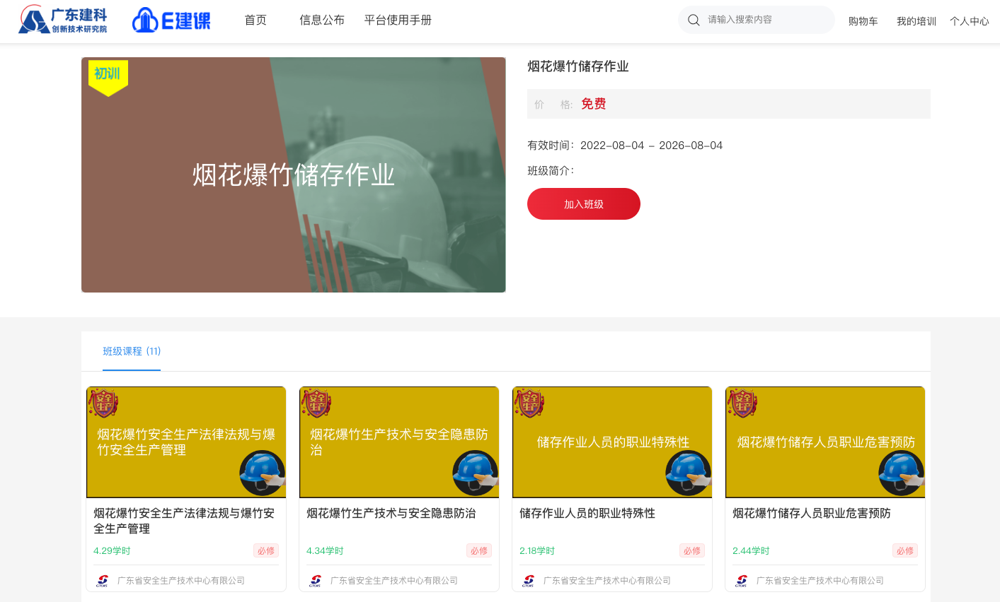 广东建科
创新技术研究院
E建课
首页
信息公布
平台使用手册
请输入搜索内容
购物车
我的培训
个人中心
初训
烟花爆竹储存作业
烟花爆竹储存作业
价 格: 免费
有效时间：2022-08-04 - 2026-08-04
班级简介：
加入班级
班级课程 (11)
安全
生产
烟花爆竹安全生产法律法规与爆
竹安全生产管理
烟花爆竹安全生产法律法规与爆竹安
全生产管理
4.29学时
必修
GTCWS
广东省安全生产技术中心有限公司
安全
生产
烟花爆竹生产技术与安全隐患防
治
烟花爆竹生产技术与安全隐患防治
4.34学时
必修
GTCWS
广东省安全生产技术中心有限公司
安全
生产
储存作业人员的职业特殊性
储存作业人员的职业特殊性
2.18学时
必修
GTCWS
广东省安全生产技术中心有限公司
安全
生产
烟花爆竹储存人员职业危害预防
烟花爆竹储存人员职业危害预防
2.44学时
必修
GTCWS
广东省安全生产技术中心有限公司